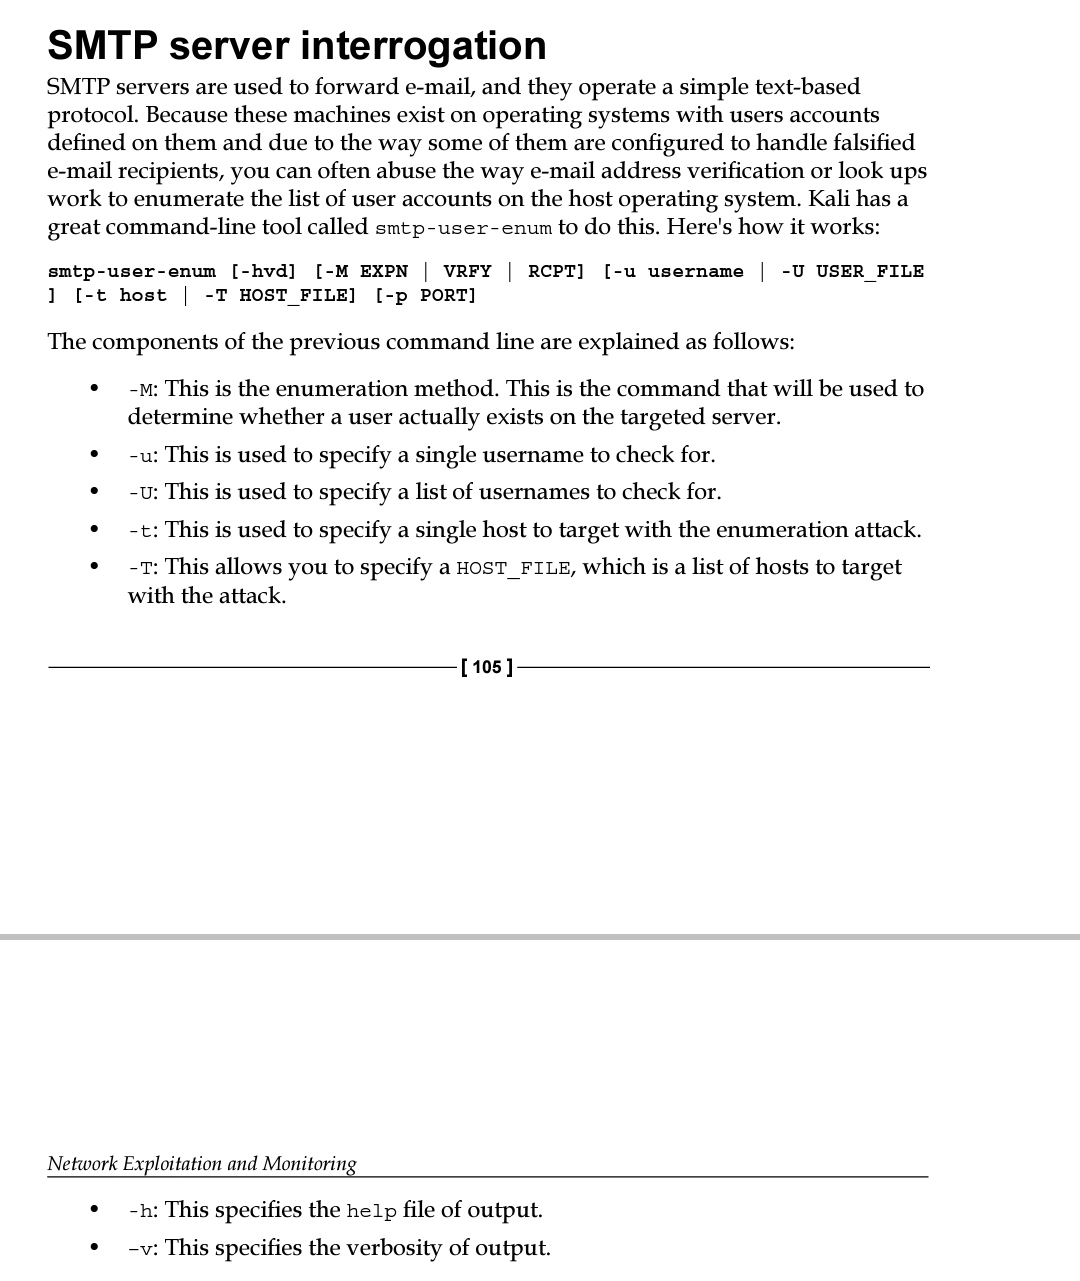 SMTP server interrogation
SMTP servers are used to forward e-mail, and they operate a simple text-based
protocol. Because these machines exist on operating systems with users accounts
defined on them and due to the way some of them are configured to handle falsified
e-mail recipients, you can often abuse the way e-mail address verification or look ups
work to enumerate the list of user accounts on the host operating system. Kali has a
great command-line tool called smtp-user-enum to do this. Here's how it works:
smtp-user-enum [-hvd] [-M EXPN | VRFY | RCPT] [-u username | -U USER_FILE
] [-t host | -T HOST_FILE] [-p PORT]
The components of the previous command line are explained as follows:
• -M: This is the enumeration method. This is the command that will be used to
determine whether a user actually exists on the targeted server.
• -u: This is used to specify a single username to check for.
• -U: This is used to specify a list of usernames to check for.
• -t: This is used to specify a single host to target with the enumeration attack.
• -T: This allows you to specify a HOST_FILE, which is a list of hosts to target
with the attack.
[ 105 ]
Network Exploitation and Monitoring
• -h: This specifies the help file of output.
• –v: This specifies the verbosity of output.